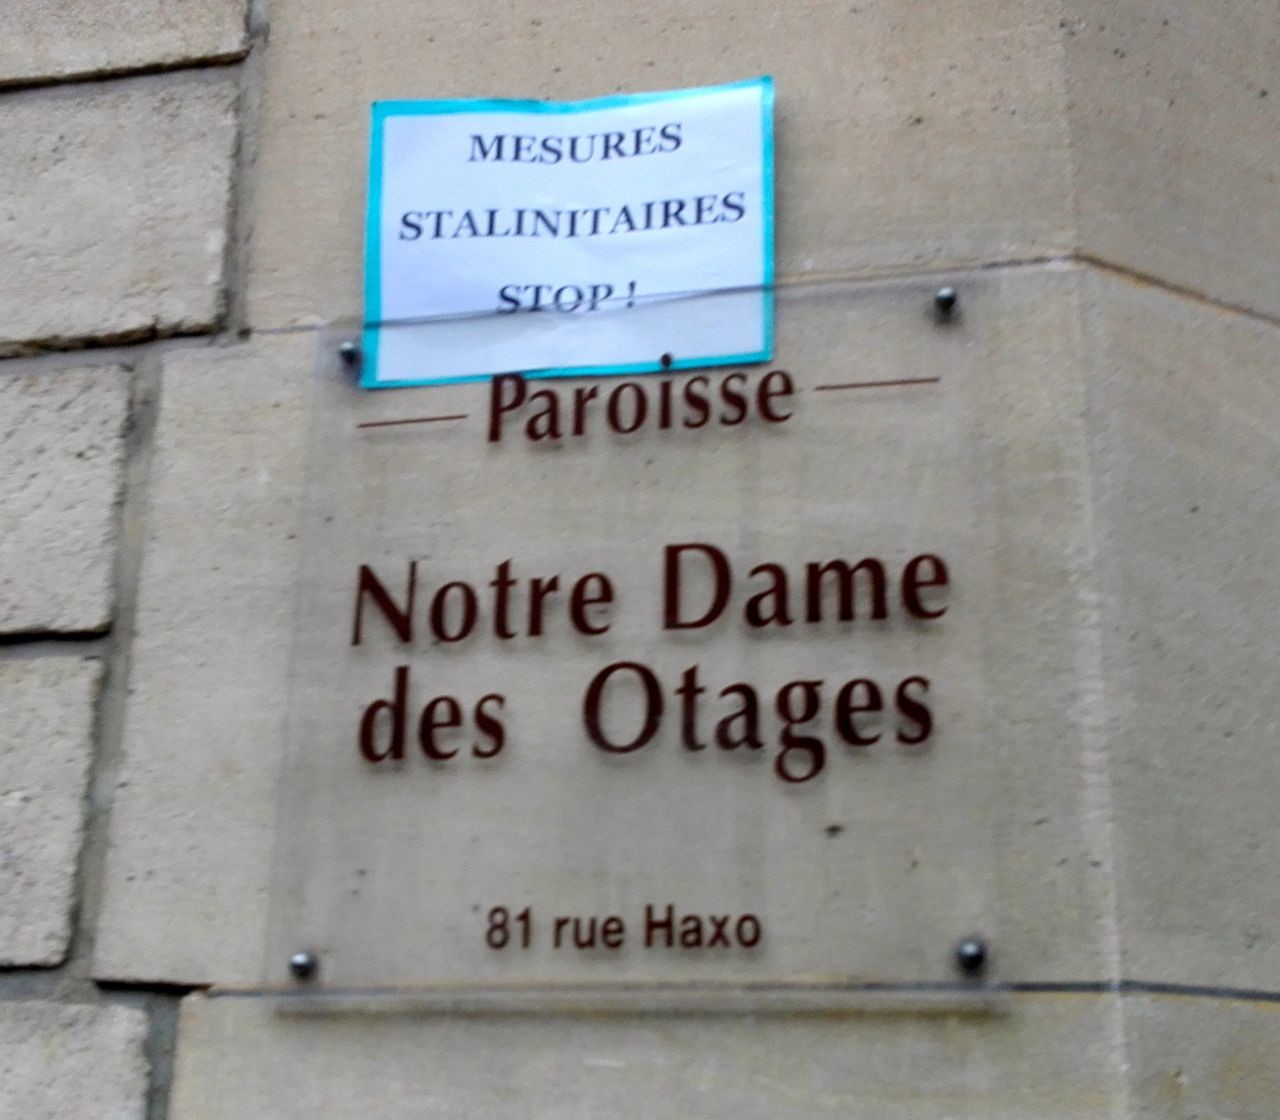 MESURES
STALINITAIRES
STOP !
Paroisse
Notre Dame
des Otages
81 rue Haxo